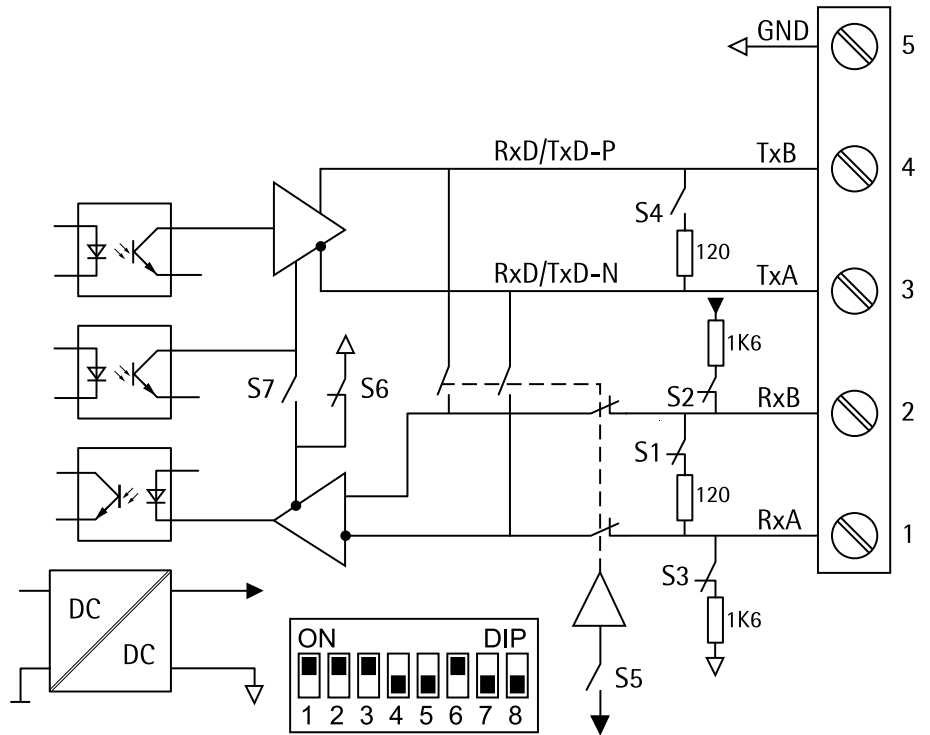 GND 5
RxD/TxD-P TxB 4
S4
120
RxD/TxD-N TxA 3
1K6
S7 S6
S2 RxB 2
S1
120
RxA 1
S3
1K6
DC
DC
S5
ON DIP
1 2 3 4 5 6 7 8